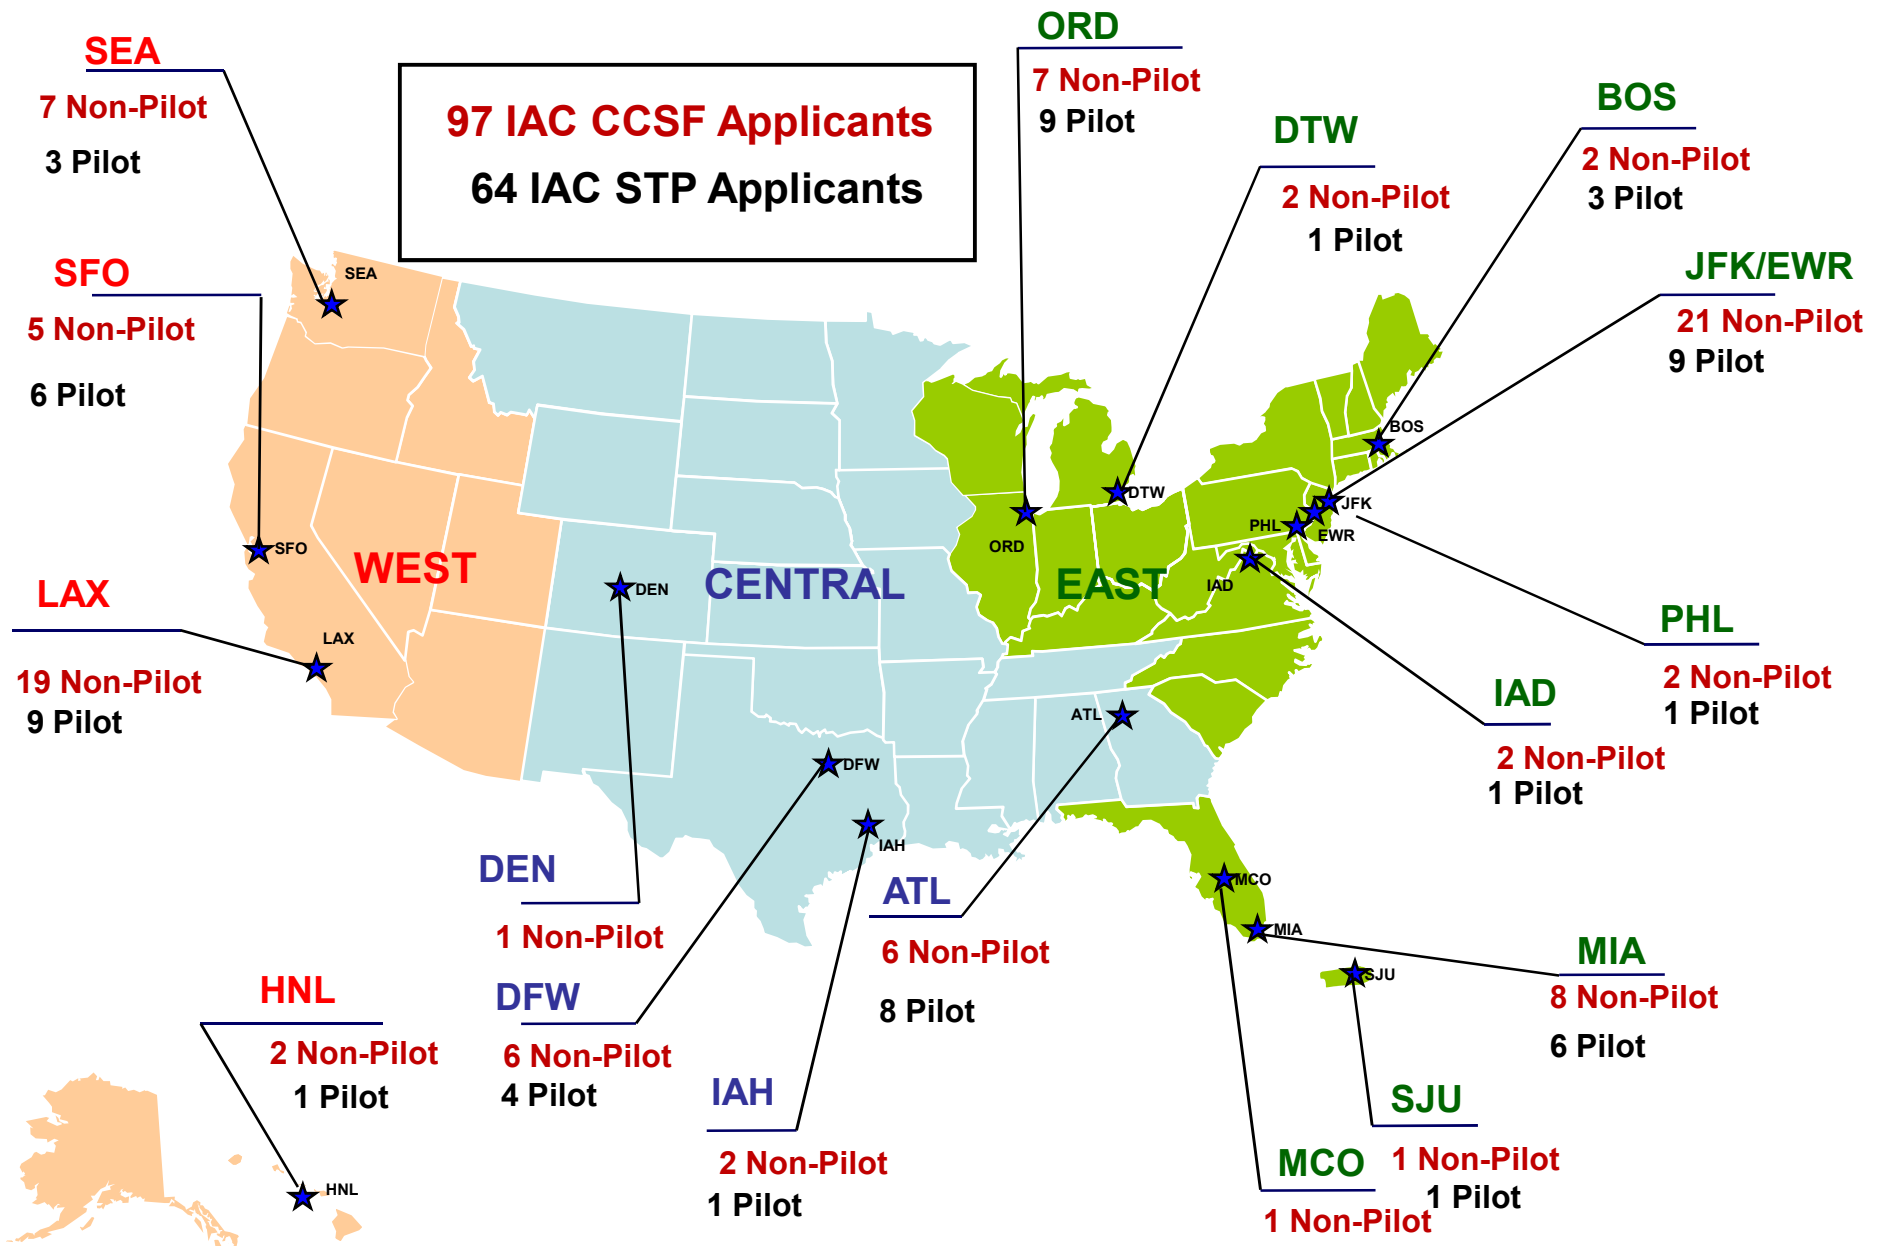 ORD
7 Non-Pilot
9 Pilot
SEA
7 Non-Pilot
3 Pilot
97 IAC CCSF Applicants
64 IAC STP Applicants
BOS
2 Non-Pilot
3 Pilot
DTW
2 Non-Pilot
1 Pilot
SFO
5 Non-Pilot
6 Pilot
JFK/EWR
21 Non-Pilot
9 Pilot
SEA
BOS
DTW
JFK
PHL
EWR
ORD
SFO
WEST
CENTRAL
EAST
DEN
IAD
LAX
19 Non-Pilot
9 Pilot
LAX
PHL
2 Non-Pilot
1 Pilot
IAD
2 Non-Pilot
1 Pilot
ATL
DFW
IAH
DEN
1 Non-Pilot
ATL
6 Non-Pilot
8 Pilot
MCO
MIA
SJU
MIA
8 Non-Pilot
6 Pilot
HNL
2 Non-Pilot
1 Pilot
DFW
6 Non-Pilot
4 Pilot
IAH
2 Non-Pilot
1 Pilot
SJU
1 Non-Pilot
1 Pilot
MCO
1 Non-Pilot
HNL